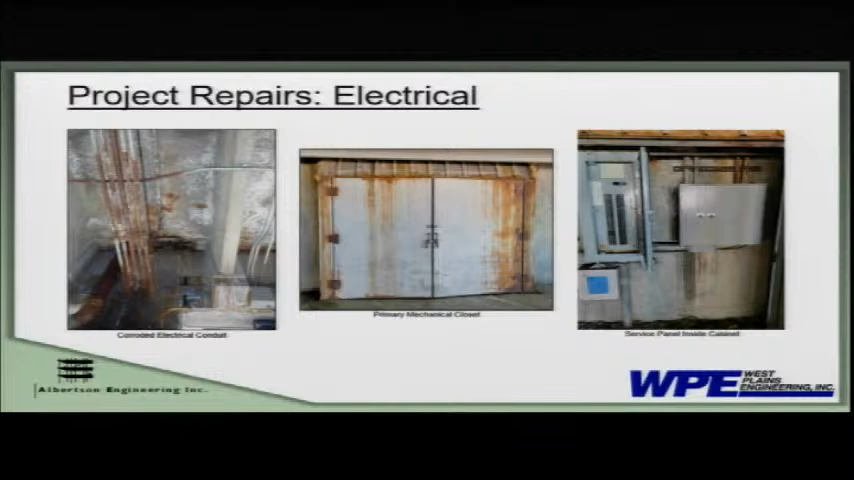 Project Repairs: Electrical
Corroded Electrical Conduit
Primary Mechanical Closet
Service Panel Inside Cabinet
Albertson Engineering Inc.
WPE WEST
PLAINS
ENGINEERING, INC.